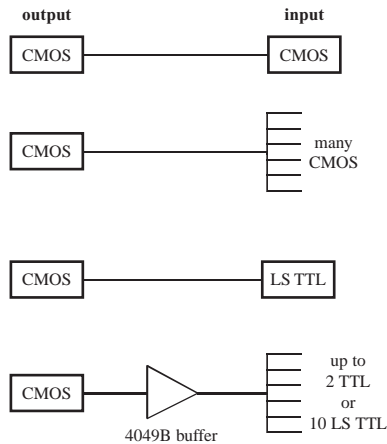 output input
CMOS CMOS
CMOS many
CMOS
CMOS LS TTL
CMOS 4049B buffer up to
2 TTL
or
10 LS TTL